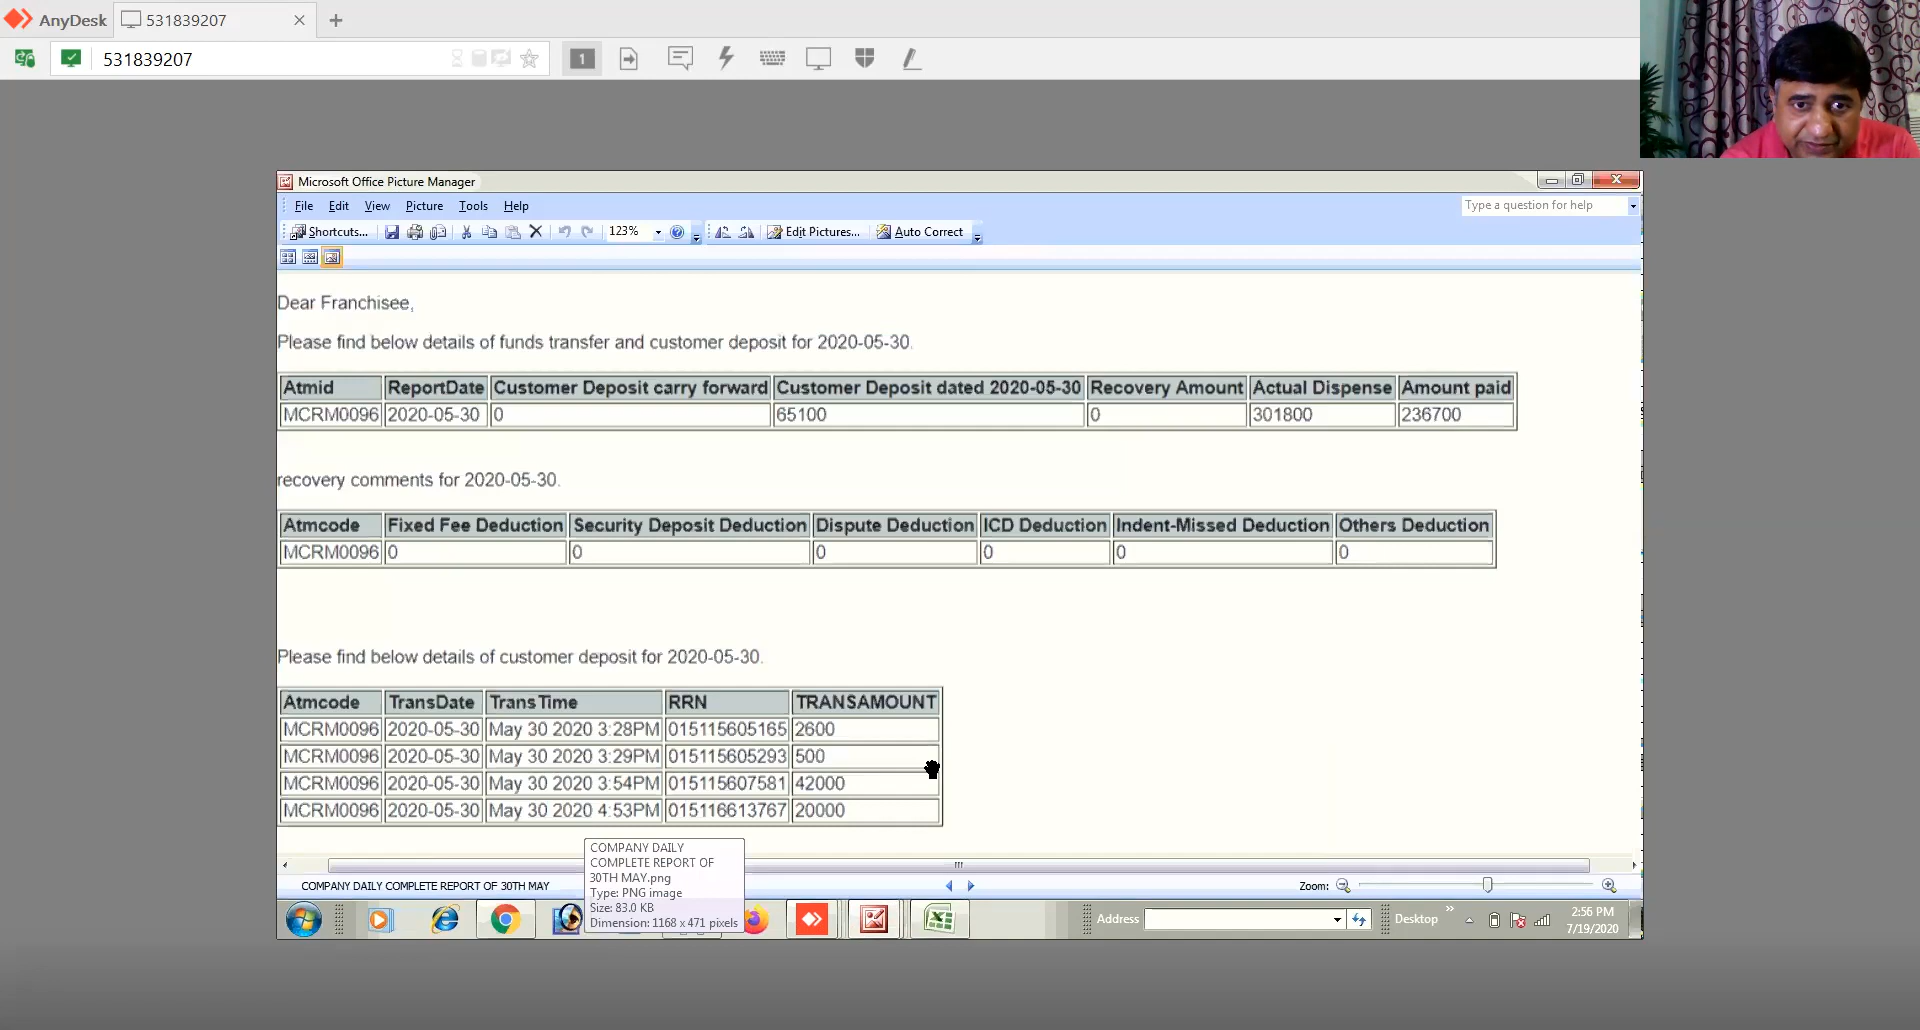 AnyDesk 531839207
531839207 1
Microsoft Office Picture Manager
File Edit View Picture Tools Help Type a question for help
Shortcuts... 123% Edit Pictures... Auto Correct
Dear Franchisee,
Please find below details of funds transfer and customer deposit for 2020-05-30.
Atmid ReportDate Customer Deposit carry forward Customer Deposit dated 2020-05-30 Recovery Amount Actual Dispense Amount paid
MCRM0096 2020-05-30 0 65100 0 301800 236700
recovery comments for 2020-05-30.
Atmcode Fixed Fee Deduction Security Deposit Deduction Dispute Deduction ICD Deduction Indent-Missed Deduction Others Deduction
MCRM0096 0 0 0 0 0 0
Please find below details of customer deposit for 2020-05-30.
Atmcode TransDate TransTime RRN TRANSAMOUNT
MCRM0096 2020-05-30 May 30 2020 3:28PM 015115605165 2600
MCRM0096 2020-05-30 May 30 2020 3:29PM 015115605293 500
MCRM0096 2020-05-30 May 30 2020 3:54PM 015115607581 42000
MCRM0096 2020-05-30 May 30 2020 4:53PM 015116613767 20000
COMPANY DAILY
COMPLETE REPORT OF
30TH MAY.png
Type: PNG image
Size: 83.0 KB
Dimension: 1168 x 471 pixels
COMPANY DAILY COMPLETE REPORT OF 30TH MAY Zoom:
Address Desktop 2:56 PM
7/19/2020